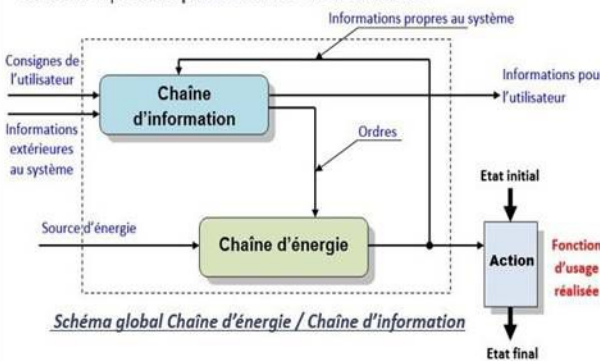 Informations propres au système
Consignes de
l'utilisateur
Chaîne
d'information
Informations pou
l'utilisateur
Informations
extérieures
au système
Ordres
Etat initial
Source d'énergie
Chaîne d'énergie
Action
Fonction
d'usage
réalisée
Schéma global Chaîne d'énergie / Chaîne d'information
Etat final